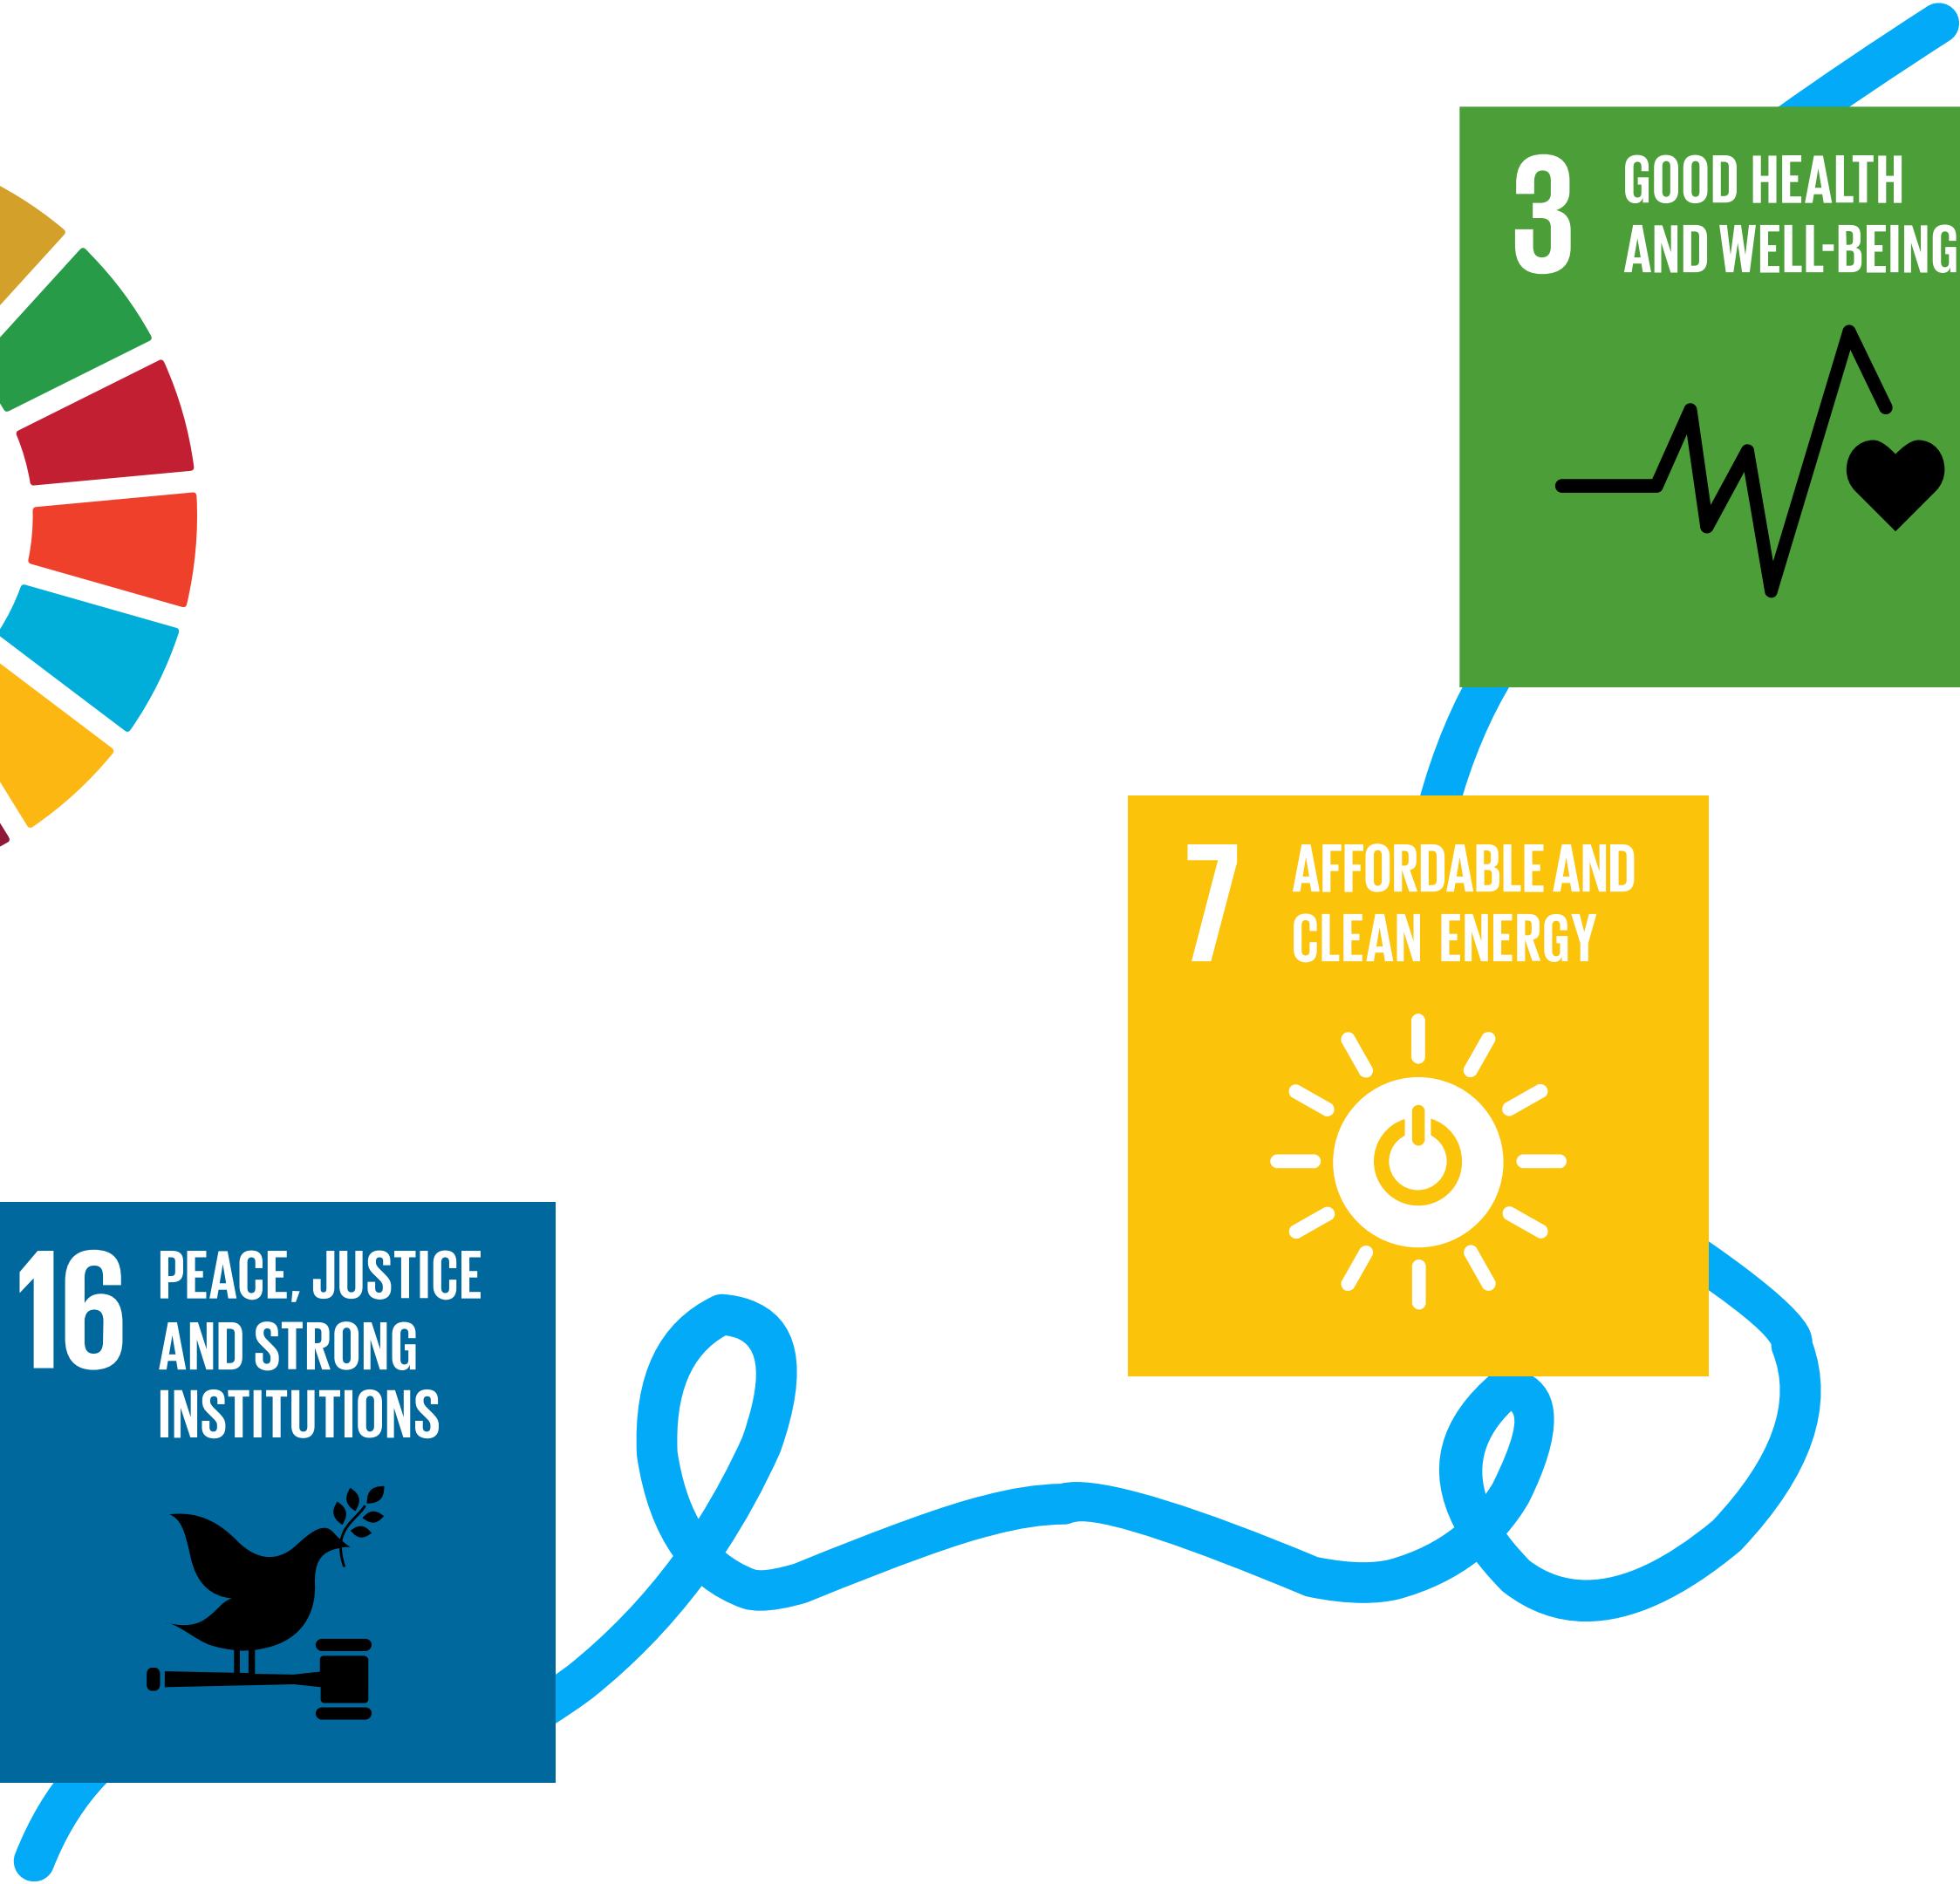 3
GOOD HEALTH
AND WELL-BEING
7
AFFORDABLE AND
CLEAN ENERGY
16
PEACE, JUSTICE
AND STRONG
INSTITUTIONS